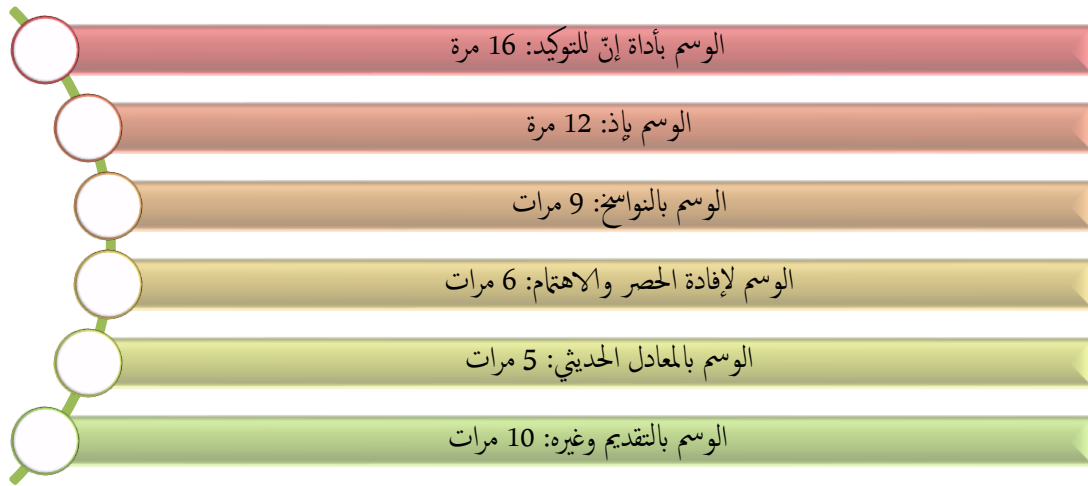 الوسم بأداة إنّ للتوكيد: 16 مرة
الوسم بإذ: 12 مرة
الوسم بالنواسخ: 9 مرات
الوسم لإفادة الحصر والاهتمام: 6 مرات
الوسم بالمعادل الحديثي: 5 مرات
الوسم بالتقديم وغيره: 10 مرات